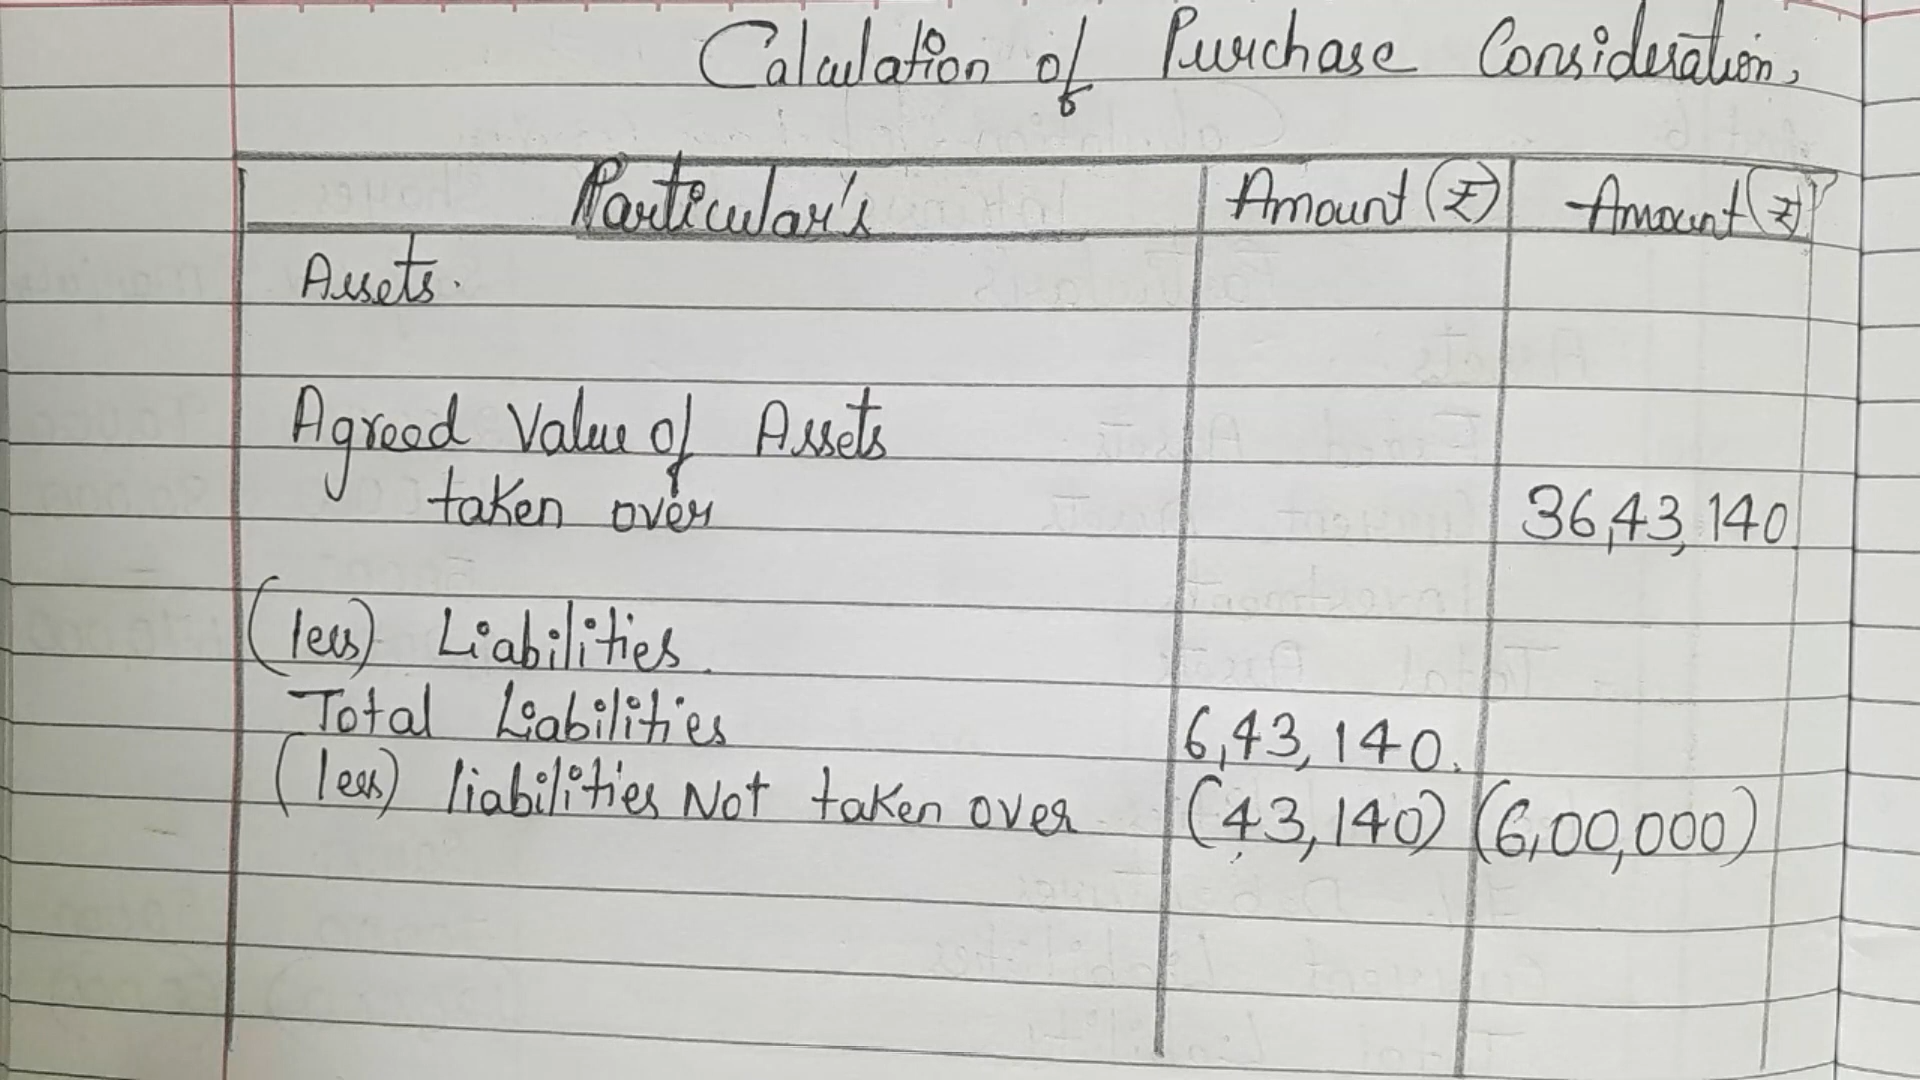 Calculation of Purchase Consideration,
Particular's Amount (₹) Amount (₹)
Assets.
Agreed Value of Assets
taken over 36,43,140
(less) Liabilities
Total Liabilities 6,43,140.
(less) liabilities Not taken over (43,140) (6,00,000)